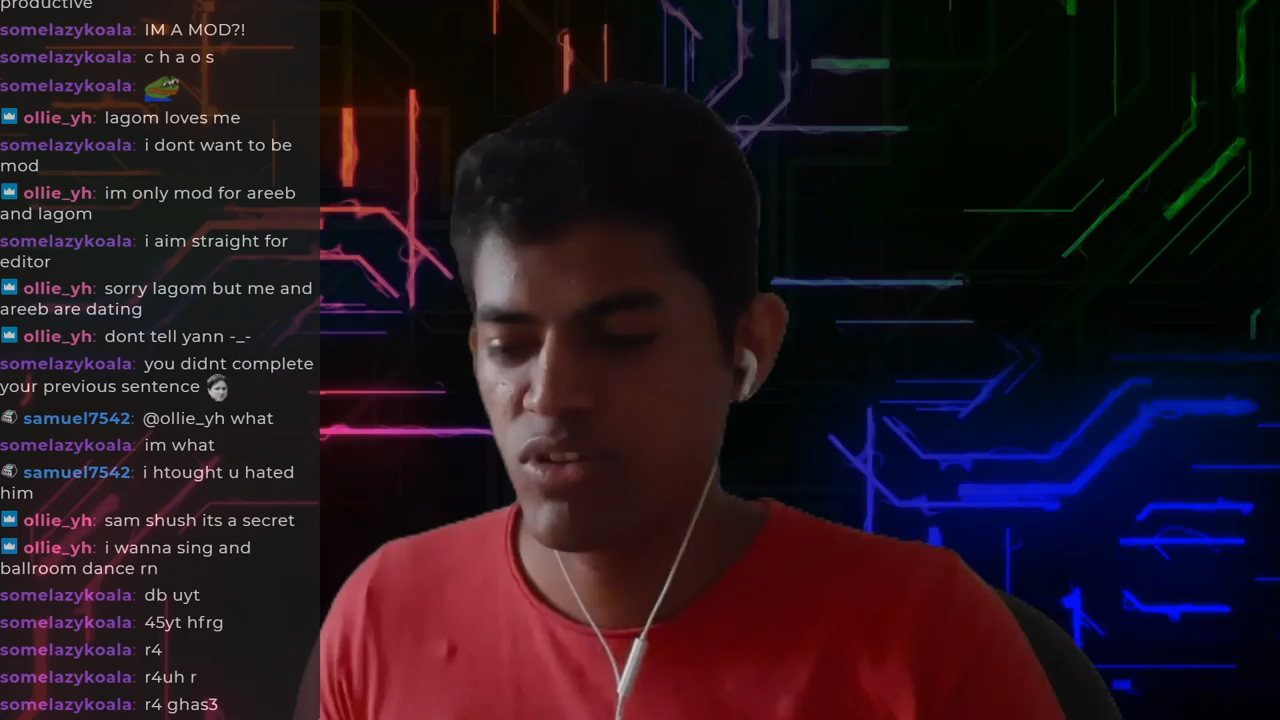 productive
somelazykoala: IM A MOD?!
somelazykoala: c h a o s
somelazykoala:
ollie_yh: lagom loves me
somelazykoala: i dont want to be
mod
ollie_yh: im only mod for areeb
and lagom
somelazykoala: i aim straight for
editor
ollie_yh: sorry lagom but me and
areeb are dating
ollie_yh: dont tell yann -_-
somelazykoala: you didnt complete
your previous sentence
samuel7542: @ollie_yh what
somelazykoala: im what
samuel7542: i htought u hated
him
ollie_yh: sam shush its a secret
ollie_yh: i wanna sing and
ballroom dance rn
somelazykoala: db uyt
somelazykoala: 45yt hfrg
somelazykoala: r4
somelazykoala: r4uh r
somelazykoala: r4 ghas3